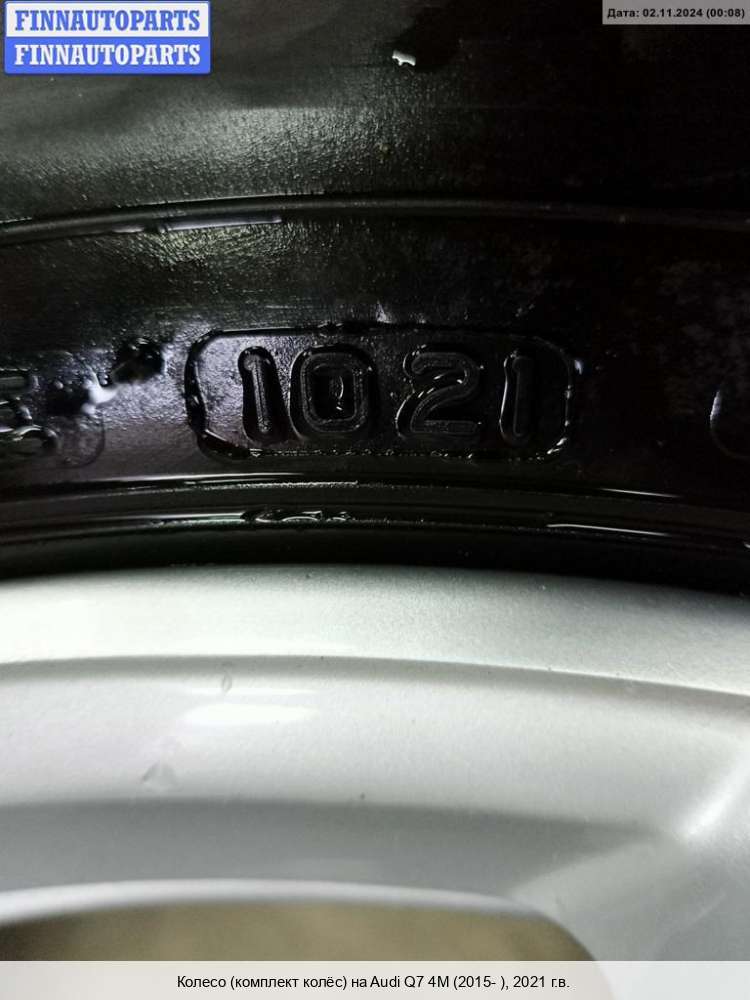 FINNAUTOPARTS
FINNAUTOPARTS
Дата: 02.11.2024 (00:08)
1021
Колесо (комплект колёс) на Audi Q7 4M (2015- ), 2021 г.в.